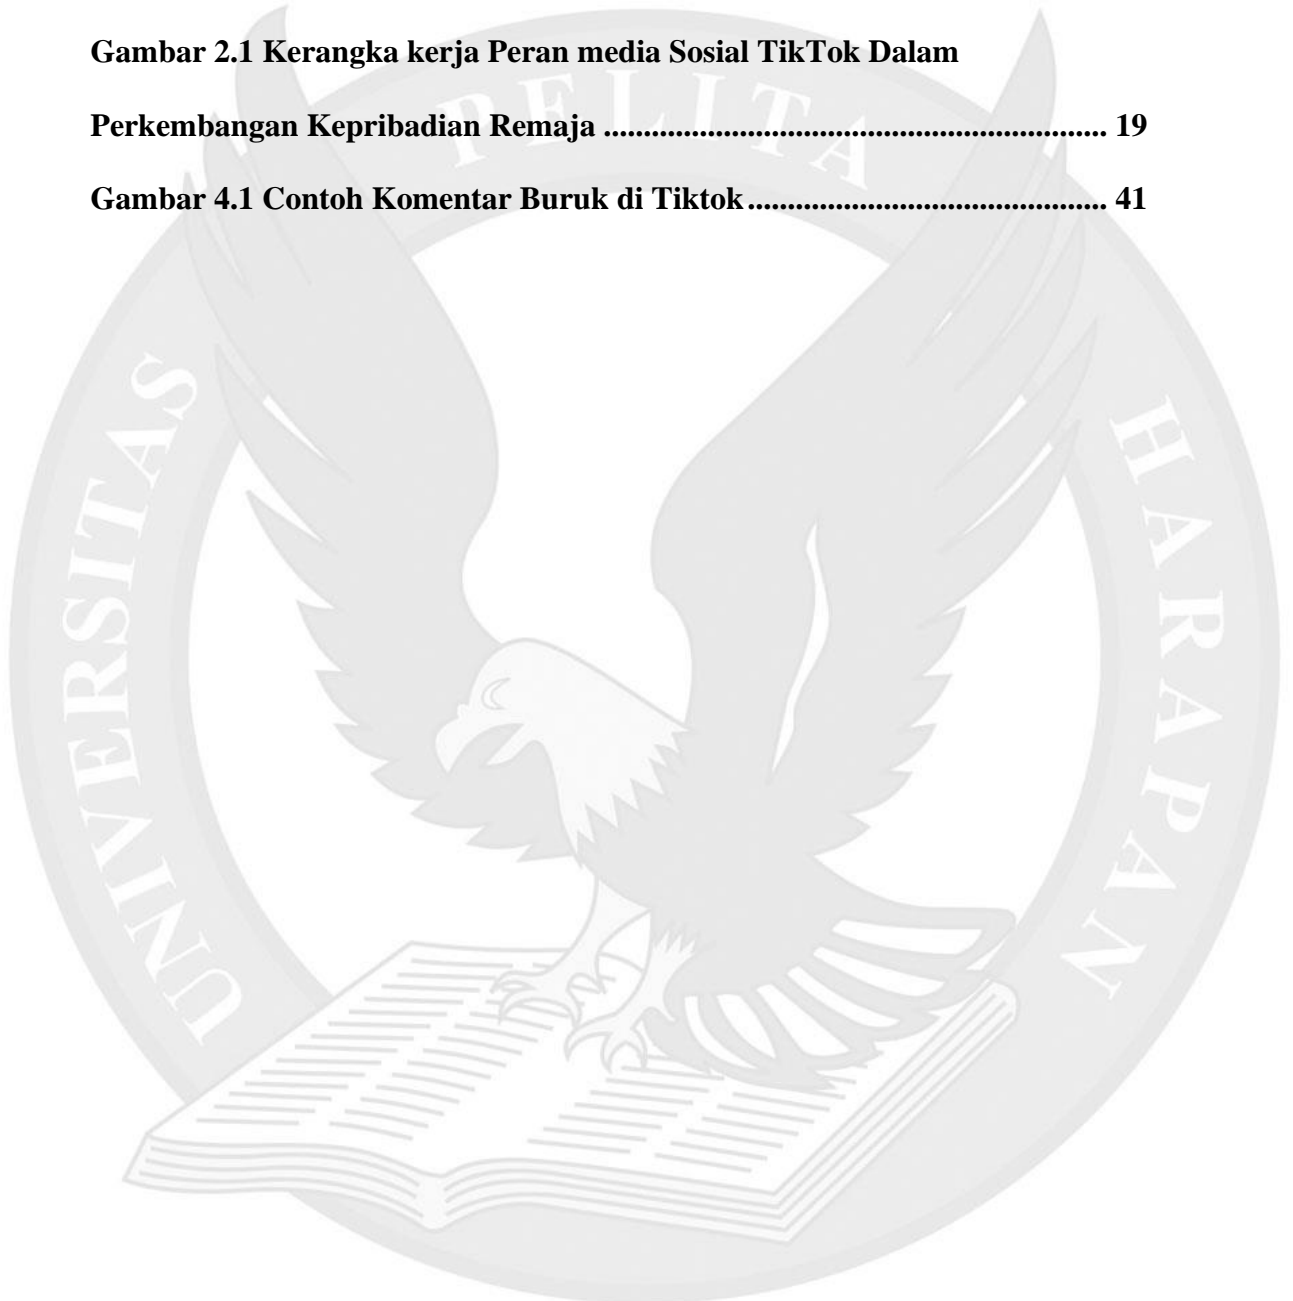 Gambar 2.1 Kerangka kerja Peran media Sosial TikTok Dalam
Perkembangan Kepribadian Remaja ................................................................ 19
Gambar 4.1 Contoh Komentar Buruk di Tiktok ............................................. 41
UNIVERSITAS PELITA HARAPAN